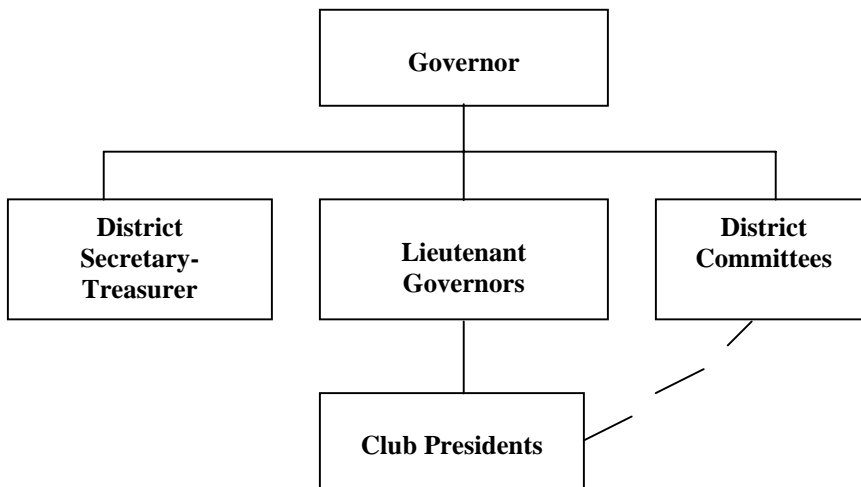 Governor
District
Secretary-
Treasurer
Lieutenant
Governors
District
Committees
Club Presidents